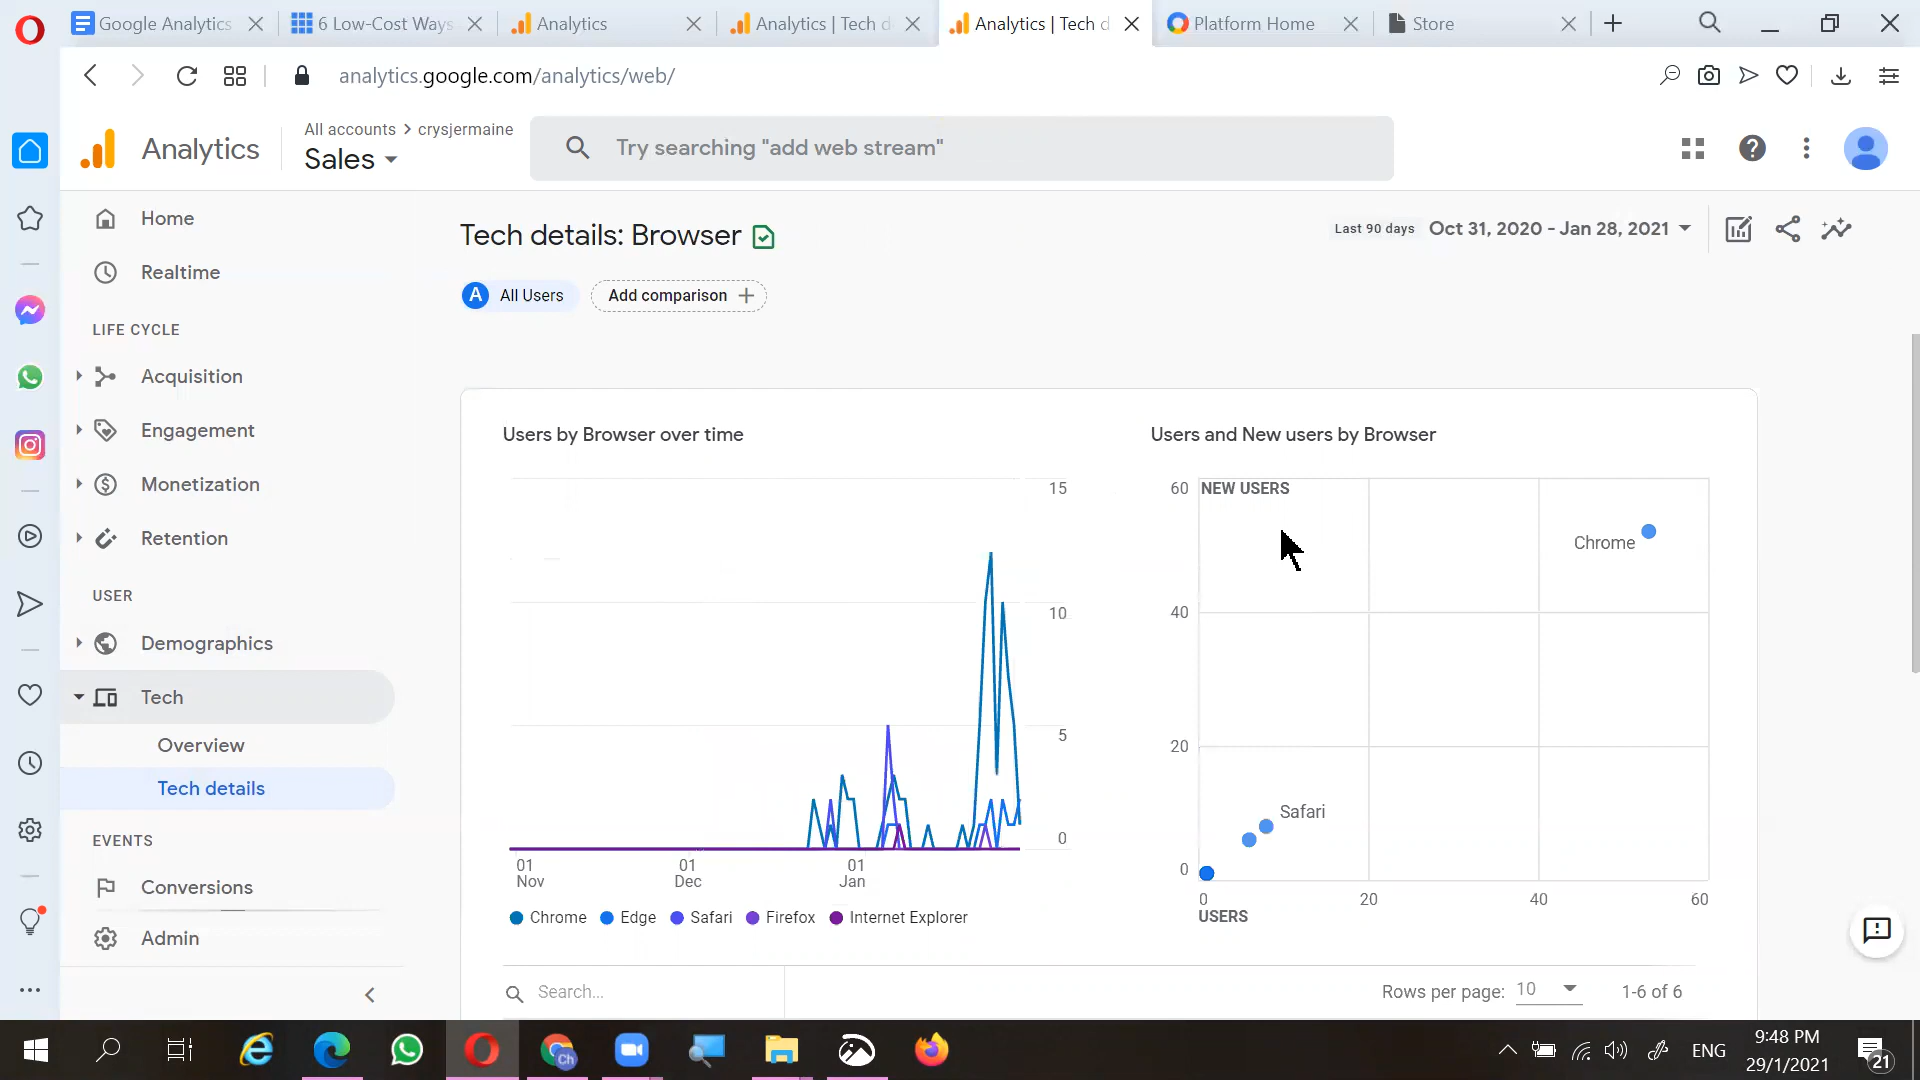 Google Analytics
6 Low-Cost Ways
Analytics
Analytics | Tech d
Analytics | Tech d
Platform Home
Store
analytics.google.com/analytics/web/
Analytics
All accounts > crysjermaine
Sales
Try searching "add web stream"
Home
Realtime
LIFE CYCLE
Acquisition
Engagement
Monetization
Retention
USER
Demographics
Tech
Overview
Tech details
EVENTS
Conversions
Admin
Tech details: Browser
Last 90 days Oct 31, 2020 - Jan 28, 2021
A All Users
Add comparison +
Users by Browser over time
15
10
5
0
01
Nov
01
Dec
01
Jan
Chrome Edge Safari Firefox Internet Explorer
Users and New users by Browser
60
NEW USERS
40
20
0
Chrome
Safari
0 20 40 60
USERS
Search...
Rows per page: 10
1-6 of 6
Ch
ENG
9:48 PM
29/1/2021
21